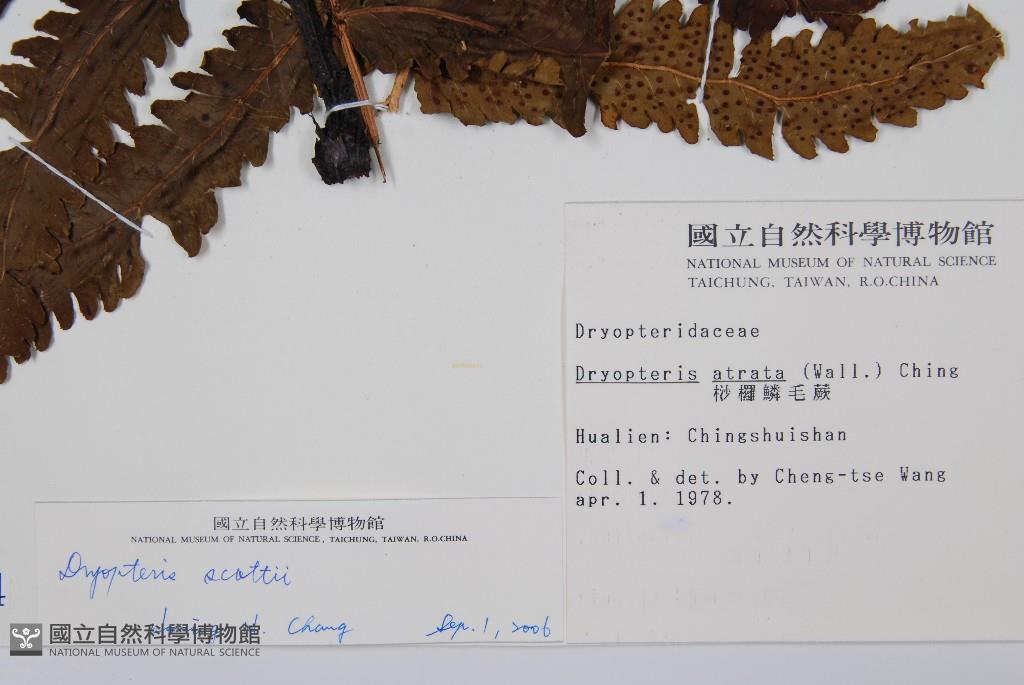 國立自然科學博物館
NATIONAL MUSEUM OF NATURAL SCIENCE
TAICHUNG, TAIWAN, R.O.CHINA
Dryopteridaceae
Dryopteris atrata (Wall.) Ching
桫欏鱗毛蕨
Hualien: Chingshuishan
Coll. & det. by Cheng-tse Wang
apr. 1. 1978.
國立自然科學博物館
NATIONAL MUSEUM OF NATURAL SCIENCE, TAICHUNG, TAIWAN, R.O.CHINA
Dryopteris scottii
Chang Sep. 1, 2006
國立自然科學博物館
NATIONAL MUSEUM OF NATURAL SCIENCE